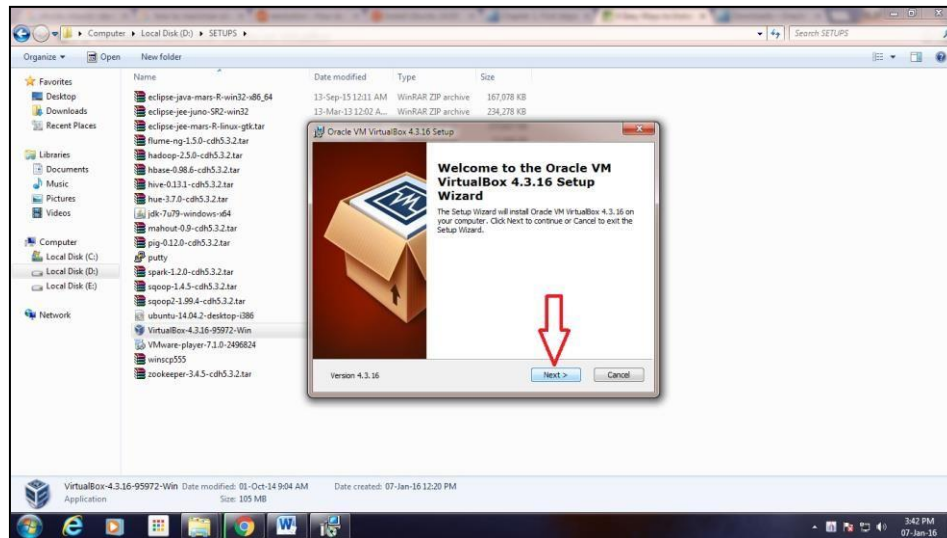 Computer ▸ Local Disk (D:) ▸ SETUPS ▸
Search SETUPS
Organize ▾ Open New folder
Name Date modified Type Size
Favorites
Desktop
Downloads
Recent Places
Libraries
Documents
Music
Pictures
Videos
Computer
Local Disk (C:)
Local Disk (D:)
Local Disk (E:)
Network
eclipse-java-mars-R-win32-x86_64 13-Sep-15 12:11 AM WinRAR ZIP archive 167,078 KB
eclipse-jee-juno-SR2-win32 13-Mar-13 12:02 A... WinRAR ZIP archive 234,278 KB
eclipse-jee-mars-R-linux-gtk.tar
flume-ng-1.5.0-cdh5.3.2.tar
hadoop-2.5.0-cdh5.3.2.tar
hbase-0.98.6-cdh5.3.2.tar
hive-0.13.1-cdh5.3.2.tar
hue-3.7.0-cdh5.3.2.tar
jdk-7u79-windows-x64
mahout-0.9-cdh5.3.2.tar
pig-0.12.0-cdh5.3.2.tar
putty
spark-1.2.0-cdh5.3.2.tar
sqoop-1.4.5-cdh5.3.2.tar
sqoop2-1.99.4-cdh5.3.2.tar
ubuntu-14.04.2-desktop-i386
VirtualBox-4.3.16-95972-Win
VMware-player-7.1.0-2496824
winscp555
zookeeper-3.4.5-cdh5.3.2.tar
Oracle VM VirtualBox 4.3.16 Setup
Welcome to the Oracle VM
VirtualBox 4.3.16 Setup
Wizard
The Setup Wizard will install Oracle VM VirtualBox 4.3.16 on
your computer. Click Next to continue or Cancel to exit the
Setup Wizard.
Version 4.3.16
Next >
Cancel
VirtualBox-4.3.16-95972-Win Date modified: 01-Oct-14 9:04 AM Date created: 07-Jan-16 12:20 PM
Application Size: 105 MB
3:42 PM
07-Jan-16